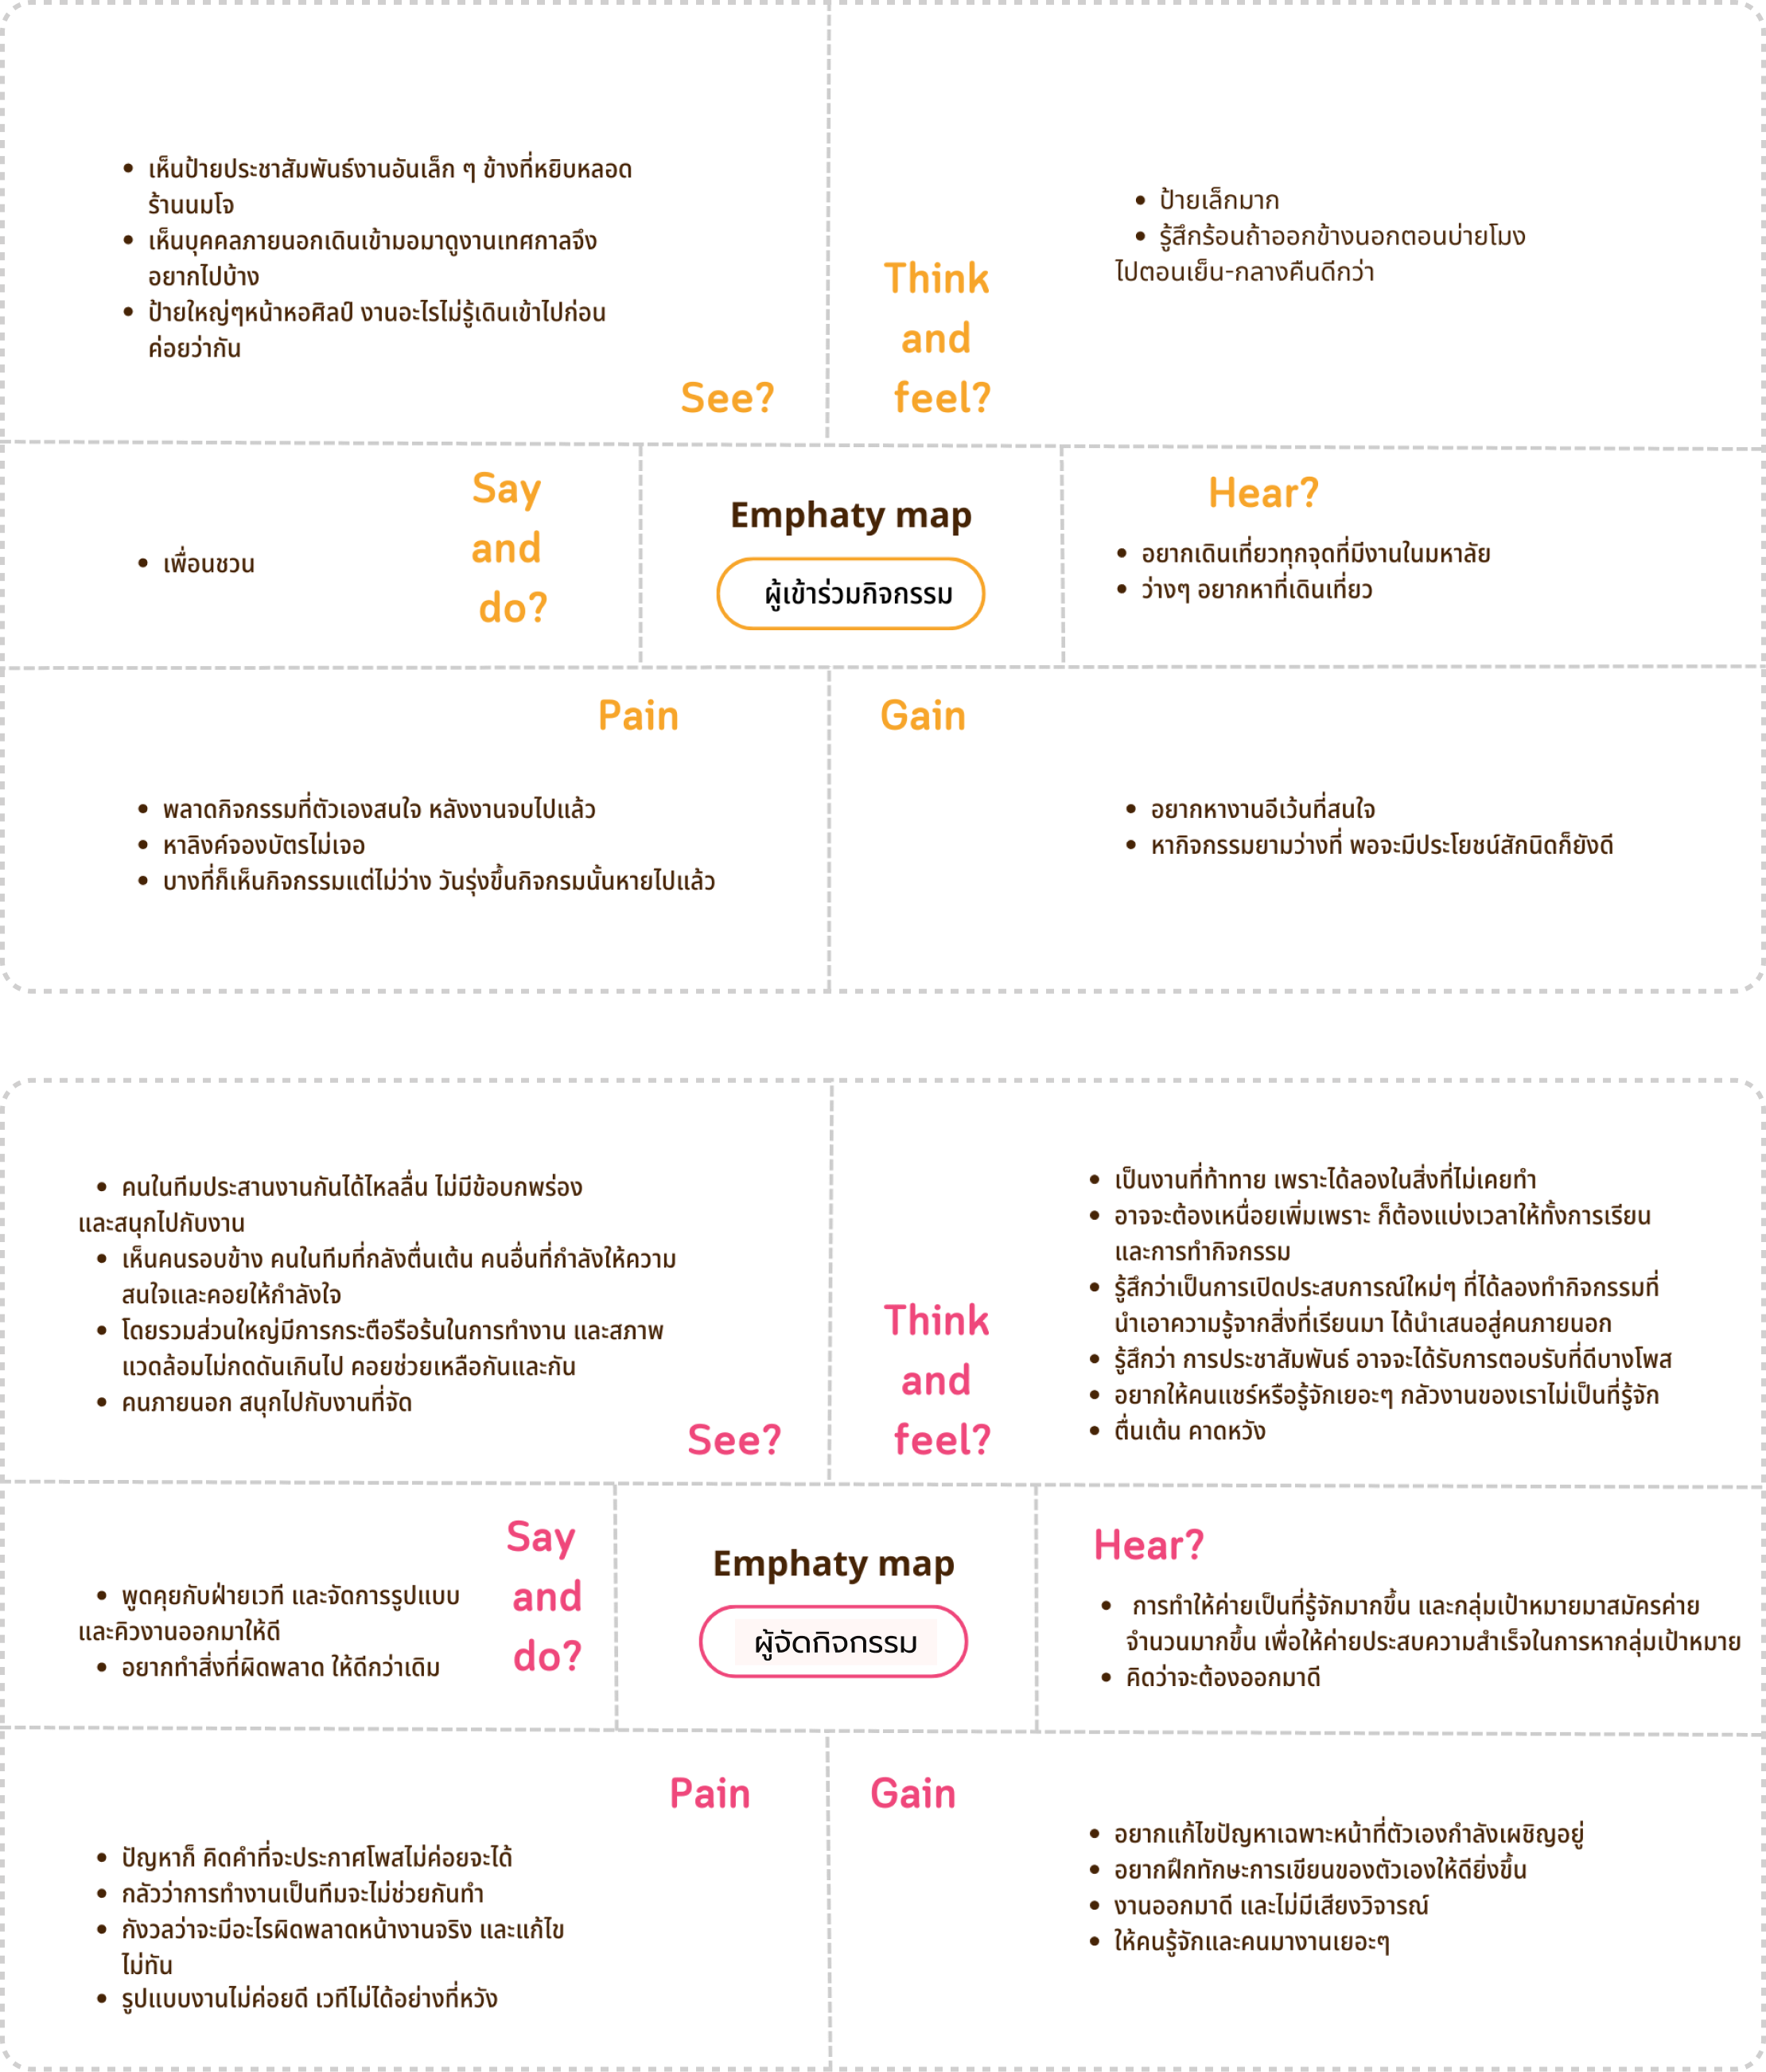 • เห็นป้ายประชาสัมพันธ์งานอันเล็ก ๆ ข้างที่หยิบหลอด
ร้านนมโจ
• เห็นบุคคลภายนอกเดินเข้ามอมาดูงานเทศกาลจึง
อยากไปบ้าง
• ป้ายใหญ่ๆหน้าหอศิลป์ งานอะไรไม่รู้เดินเข้าไปก่อน
ค่อยว่ากัน
See?
• ป้ายเล็กมาก
• รู้สึกร้อนถ้าออกข้างนอกตอนบ่ายโมง
ไปตอนเย็น-กลางคืนดีกว่า
Think
and
feel?
Say
and
do?
• เพื่อนชวน
Emphaty map
ผู้เข้าร่วมกิจกรรม
Hear?
• อยากเดินเที่ยวทุกจุดที่มีงานในมหาลัย
• ว่างๆ อยากหาที่เดินเที่ยว
Pain
• พลาดกิจกรรมที่ตัวเองสนใจ หลังงานจบไปแล้ว
• หาลิงค์จองบัตรไม่เจอ
• บางที่ก็เห็นกิจกรรมแต่ไม่ว่าง วันรุ่งขึ้นกิจกรมนั้นหายไปแล้ว
Gain
• อยากหางานอีเว้นที่สนใจ
• หากิจกรรมยามว่างที่ พอจะมีประโยชน์สักนิดก็ยังดี
• คนในทีมประสานงานกันได้ไหลลื่น ไม่มีข้อบกพร่อง
และสนุกไปกับงาน
• เห็นคนรอบข้าง คนในทีมที่กลังตื่นเต้น คนอื่นที่กำลังให้ความ
สนใจและคอยให้กำลังใจ
• โดยรวมส่วนใหญ่มีการกระตือรือร้นในการทำงาน และสภาพ
แวดล้อมไม่กดดันเกินไป คอยช่วยเหลือกันและกัน
• คนภายนอก สนุกไปกับงานที่จัด
See?
• เป็นงานที่ท้าทาย เพราะได้ลองในสิ่งที่ไม่เคยทำ
• อาจจะต้องเหนื่อยเพิ่มเพราะ ก็ต้องแบ่งเวลาให้ทั้งการเรียน
และการทำกิจกรรม
• รู้สึกว่าเป็นการเปิดประสบการณ์ใหม่ๆ ที่ได้ลองทำกิจกรรมที่
นำเอาความรู้จากสิ่งที่เรียนมา ได้นำเสนอสู่คนภายนอก
• รู้สึกว่า การประชาสัมพันธ์ อาจจะได้รับการตอบรับที่ดีบางโพส
• อยากให้คนแชร์หรือรู้จักเยอะๆ กลัวงานของเราไม่เป็นที่รู้จัก
• ตื่นเต้น คาดหวัง
Think
and
feel?
Say
and
do?
• พูดคุยกับฝ่ายเวที และจัดการรูปแบบ
และคิวงานออกมาให้ดี
• อยากทำสิ่งที่ผิดพลาด ให้ดีกว่าเดิม
Emphaty map
ผู้จัดกิจกรรม
Hear?
• การทำให้ค่ายเป็นที่รู้จักมากขึ้น และกลุ่มเป้าหมายมาสมัครค่าย
จำนวนมากขึ้น เพื่อให้ค่ายประสบความสำเร็จในการหากลุ่มเป้าหมาย
• คิดว่าจะต้องออกมาดี
Pain
• ปัญหาก็ คิดคำที่จะประกาศโพสไม่ค่อยจะได้
• กลัวว่าการทำงานเป็นทีมจะไม่ช่วยกันทำ
• กังวลว่าจะมีอะไรผิดพลาดหน้างานจริง และแก้ไข
ไม่ทัน
• รูปแบบงานไม่ค่อยดี เวทีไม่ได้อย่างที่หวัง
Gain
• อยากแก้ไขปัญหาเฉพาะหน้าที่ตัวเองกำลังเผชิญอยู่
• อยากฝึกทักษะการเขียนของตัวเองให้ดียิ่งขึ้น
• งานออกมาดี และไม่มีเสียงวิจารณ์
• ให้คนรู้จักและคนมางานเยอะๆ